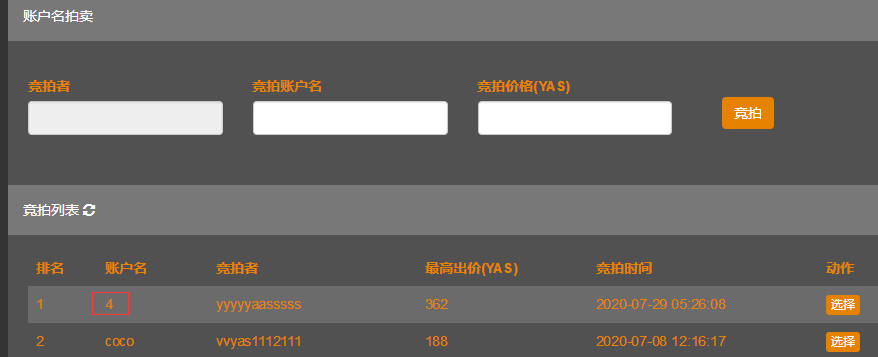 账户名拍卖
竞拍者 竞拍账户名 竞拍价格(YAS)
竞拍
竞拍列表
排名 账户名 竞拍者 最高出价(YAS) 竞拍时间 动作
1 4 yyyyyaasssss 362 2020-07-29 05:26:08 选择
2 coco vvyas1112111 188 2020-07-08 12:16:17 选择